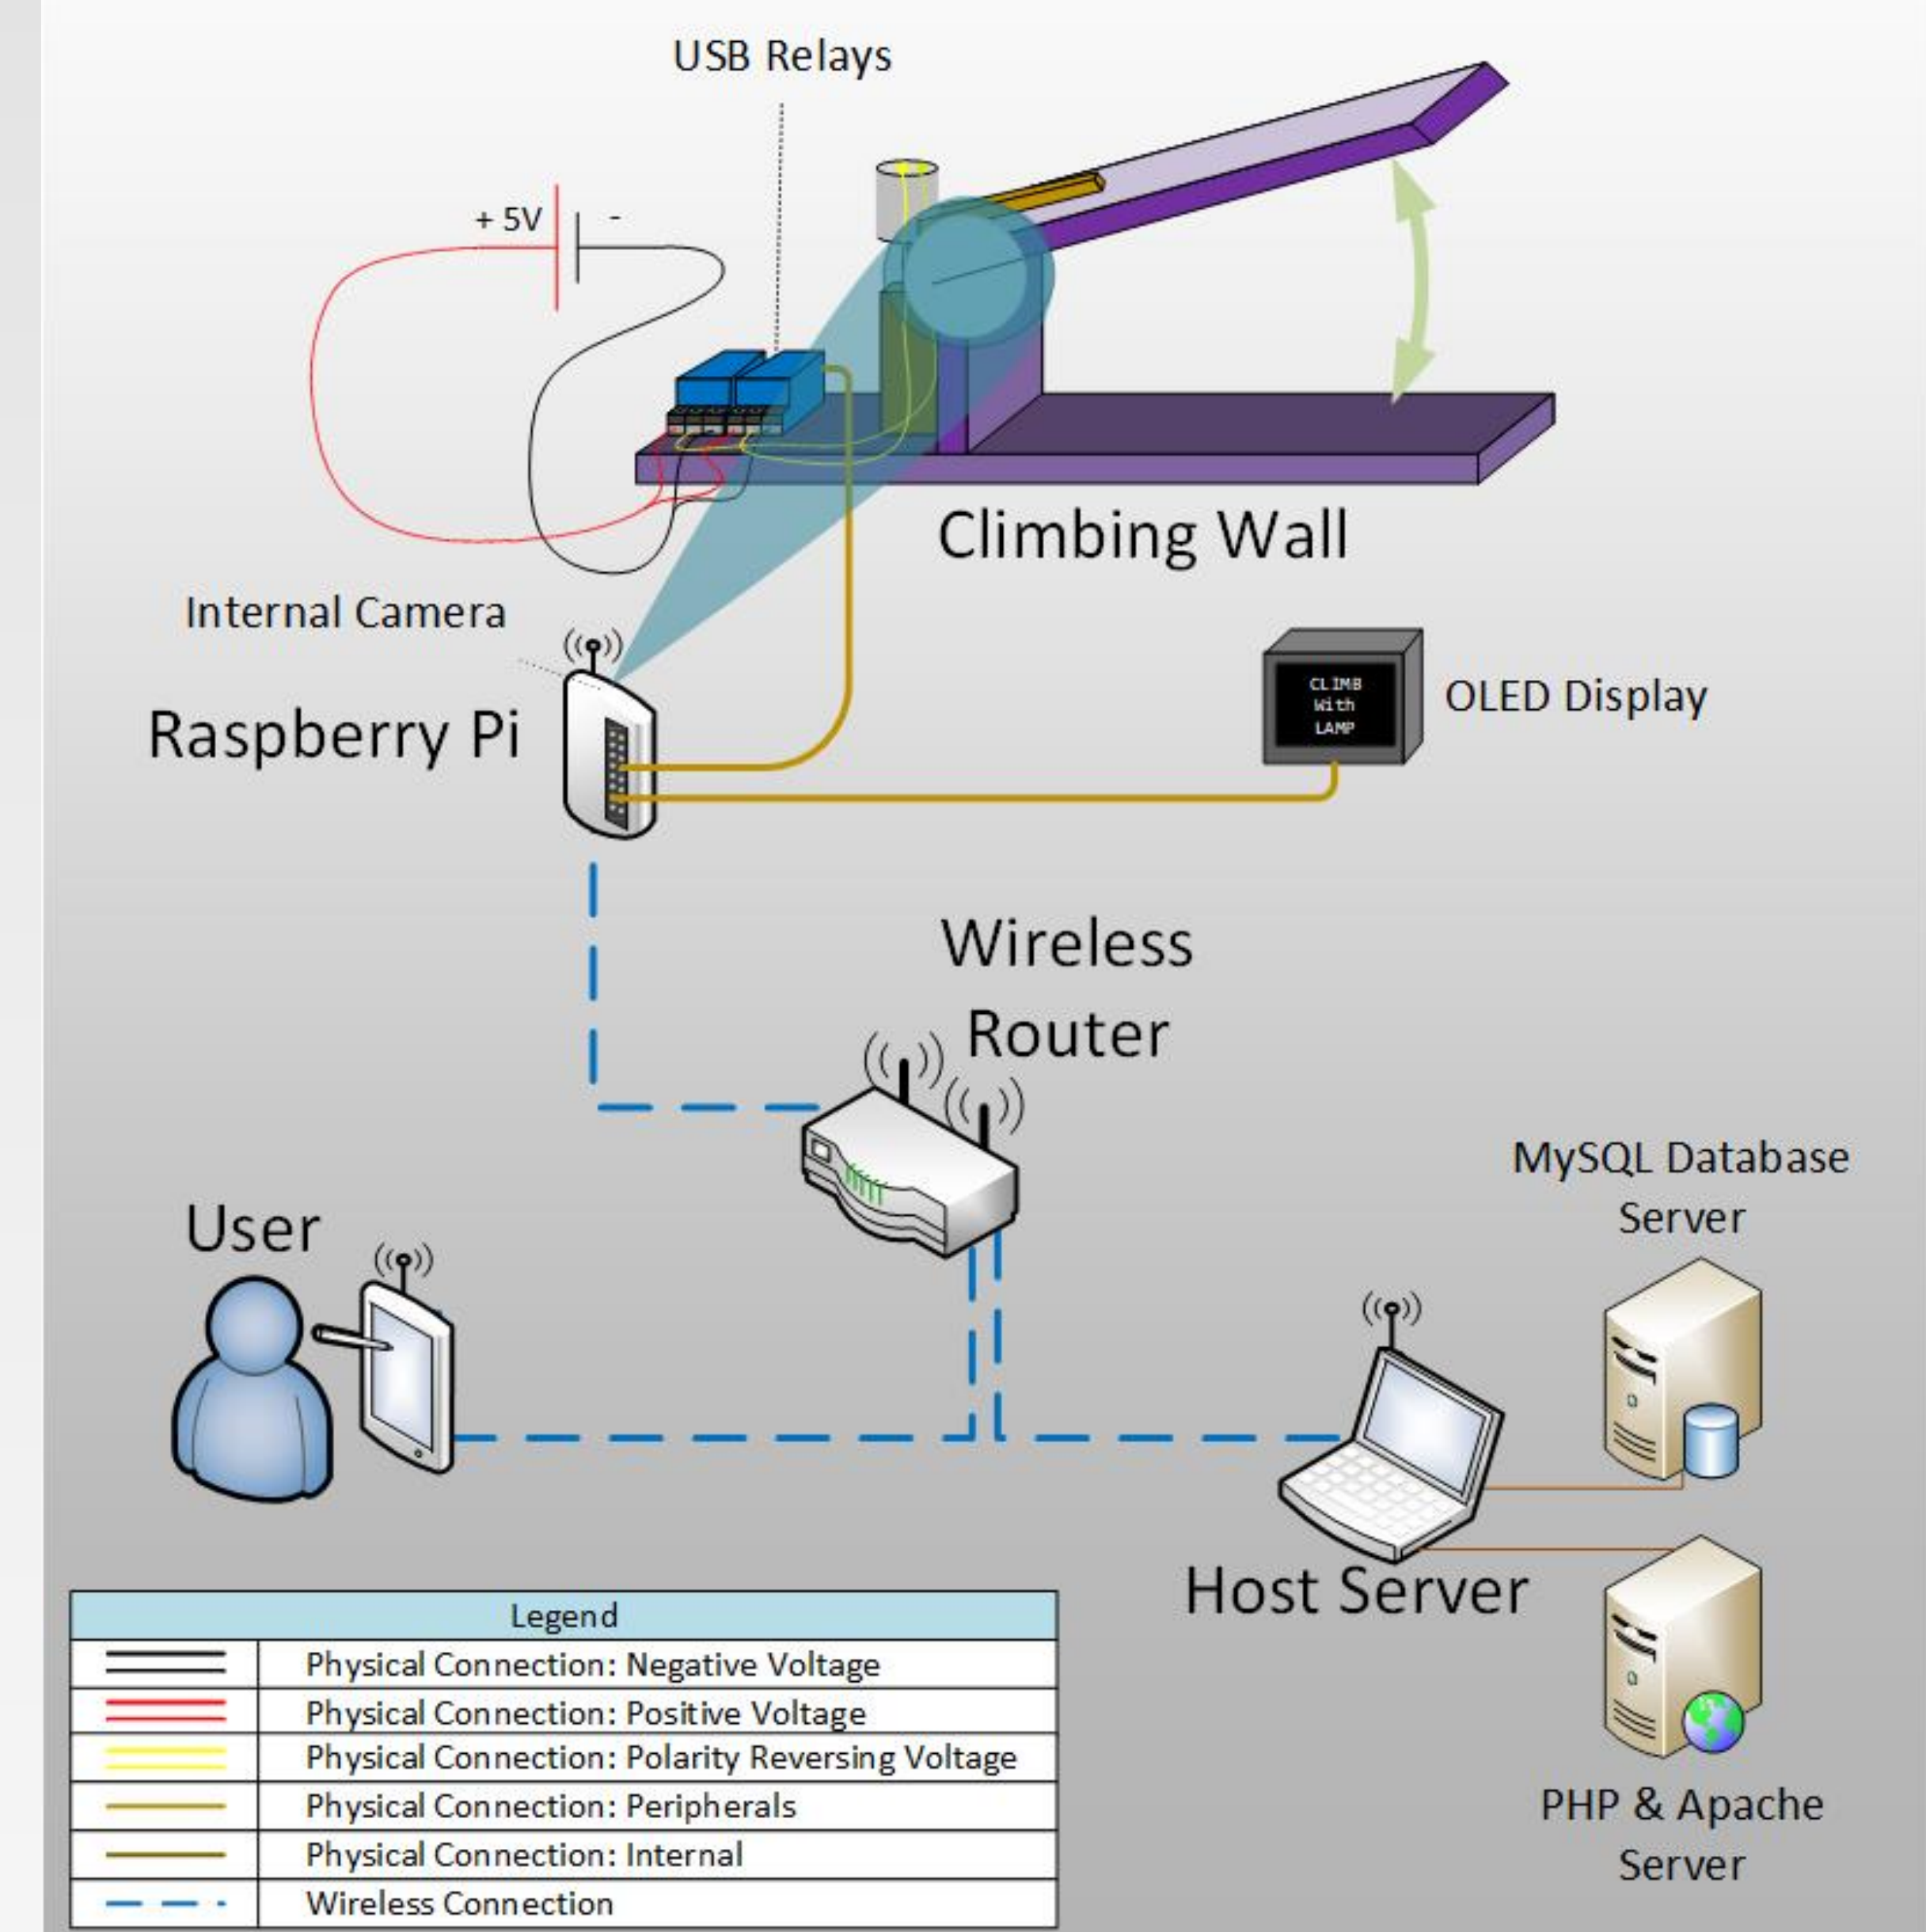 USB Relays
+ 5V
-
Climbing Wall
Internal Camera
Raspberry Pi
CLIMB
With
LAMP
OLED Display
Wireless
Router
MySQL Database
Server
User
Host Server
PHP & Apache
Server
Legend
Physical Connection: Negative Voltage
Physical Connection: Positive Voltage
Physical Connection: Polarity Reversing Voltage
Physical Connection: Peripherals
Physical Connection: Internal
Wireless Connection